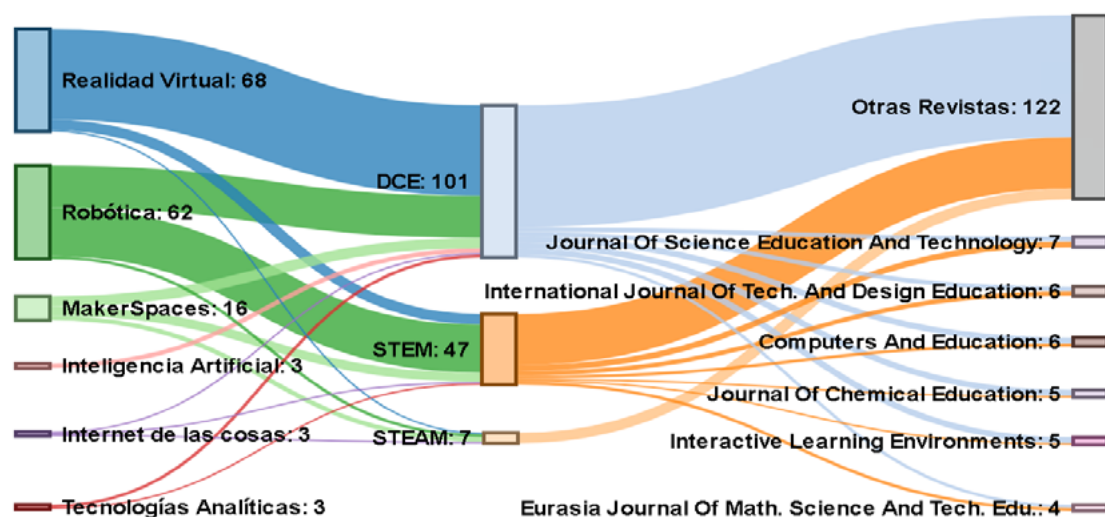 Realidad Virtual: 68
Robótica: 62
MakerSpaces: 16
Inteligencia Artificial: 3
Internet de las cosas: 3
Tecnologías Analíticas: 3
DCE: 101
STEM: 47
STEAM: 7
Otras Revistas: 122
Journal Of Science Education And Technology: 7
International Journal Of Tech. And Design Education: 6
Computers And Education: 6
Journal Of Chemical Education: 5
Interactive Learning Environments: 5
Eurasia Journal Of Math. Science And Tech. Edu.: 4